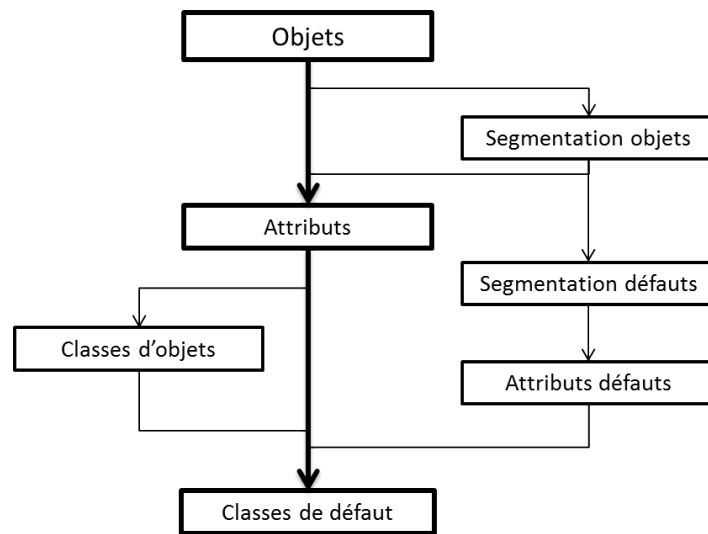 Objets
Segmentation objets
Attributs
Segmentation défauts
Classes d'objets
Attributs défauts
Classes de défaut